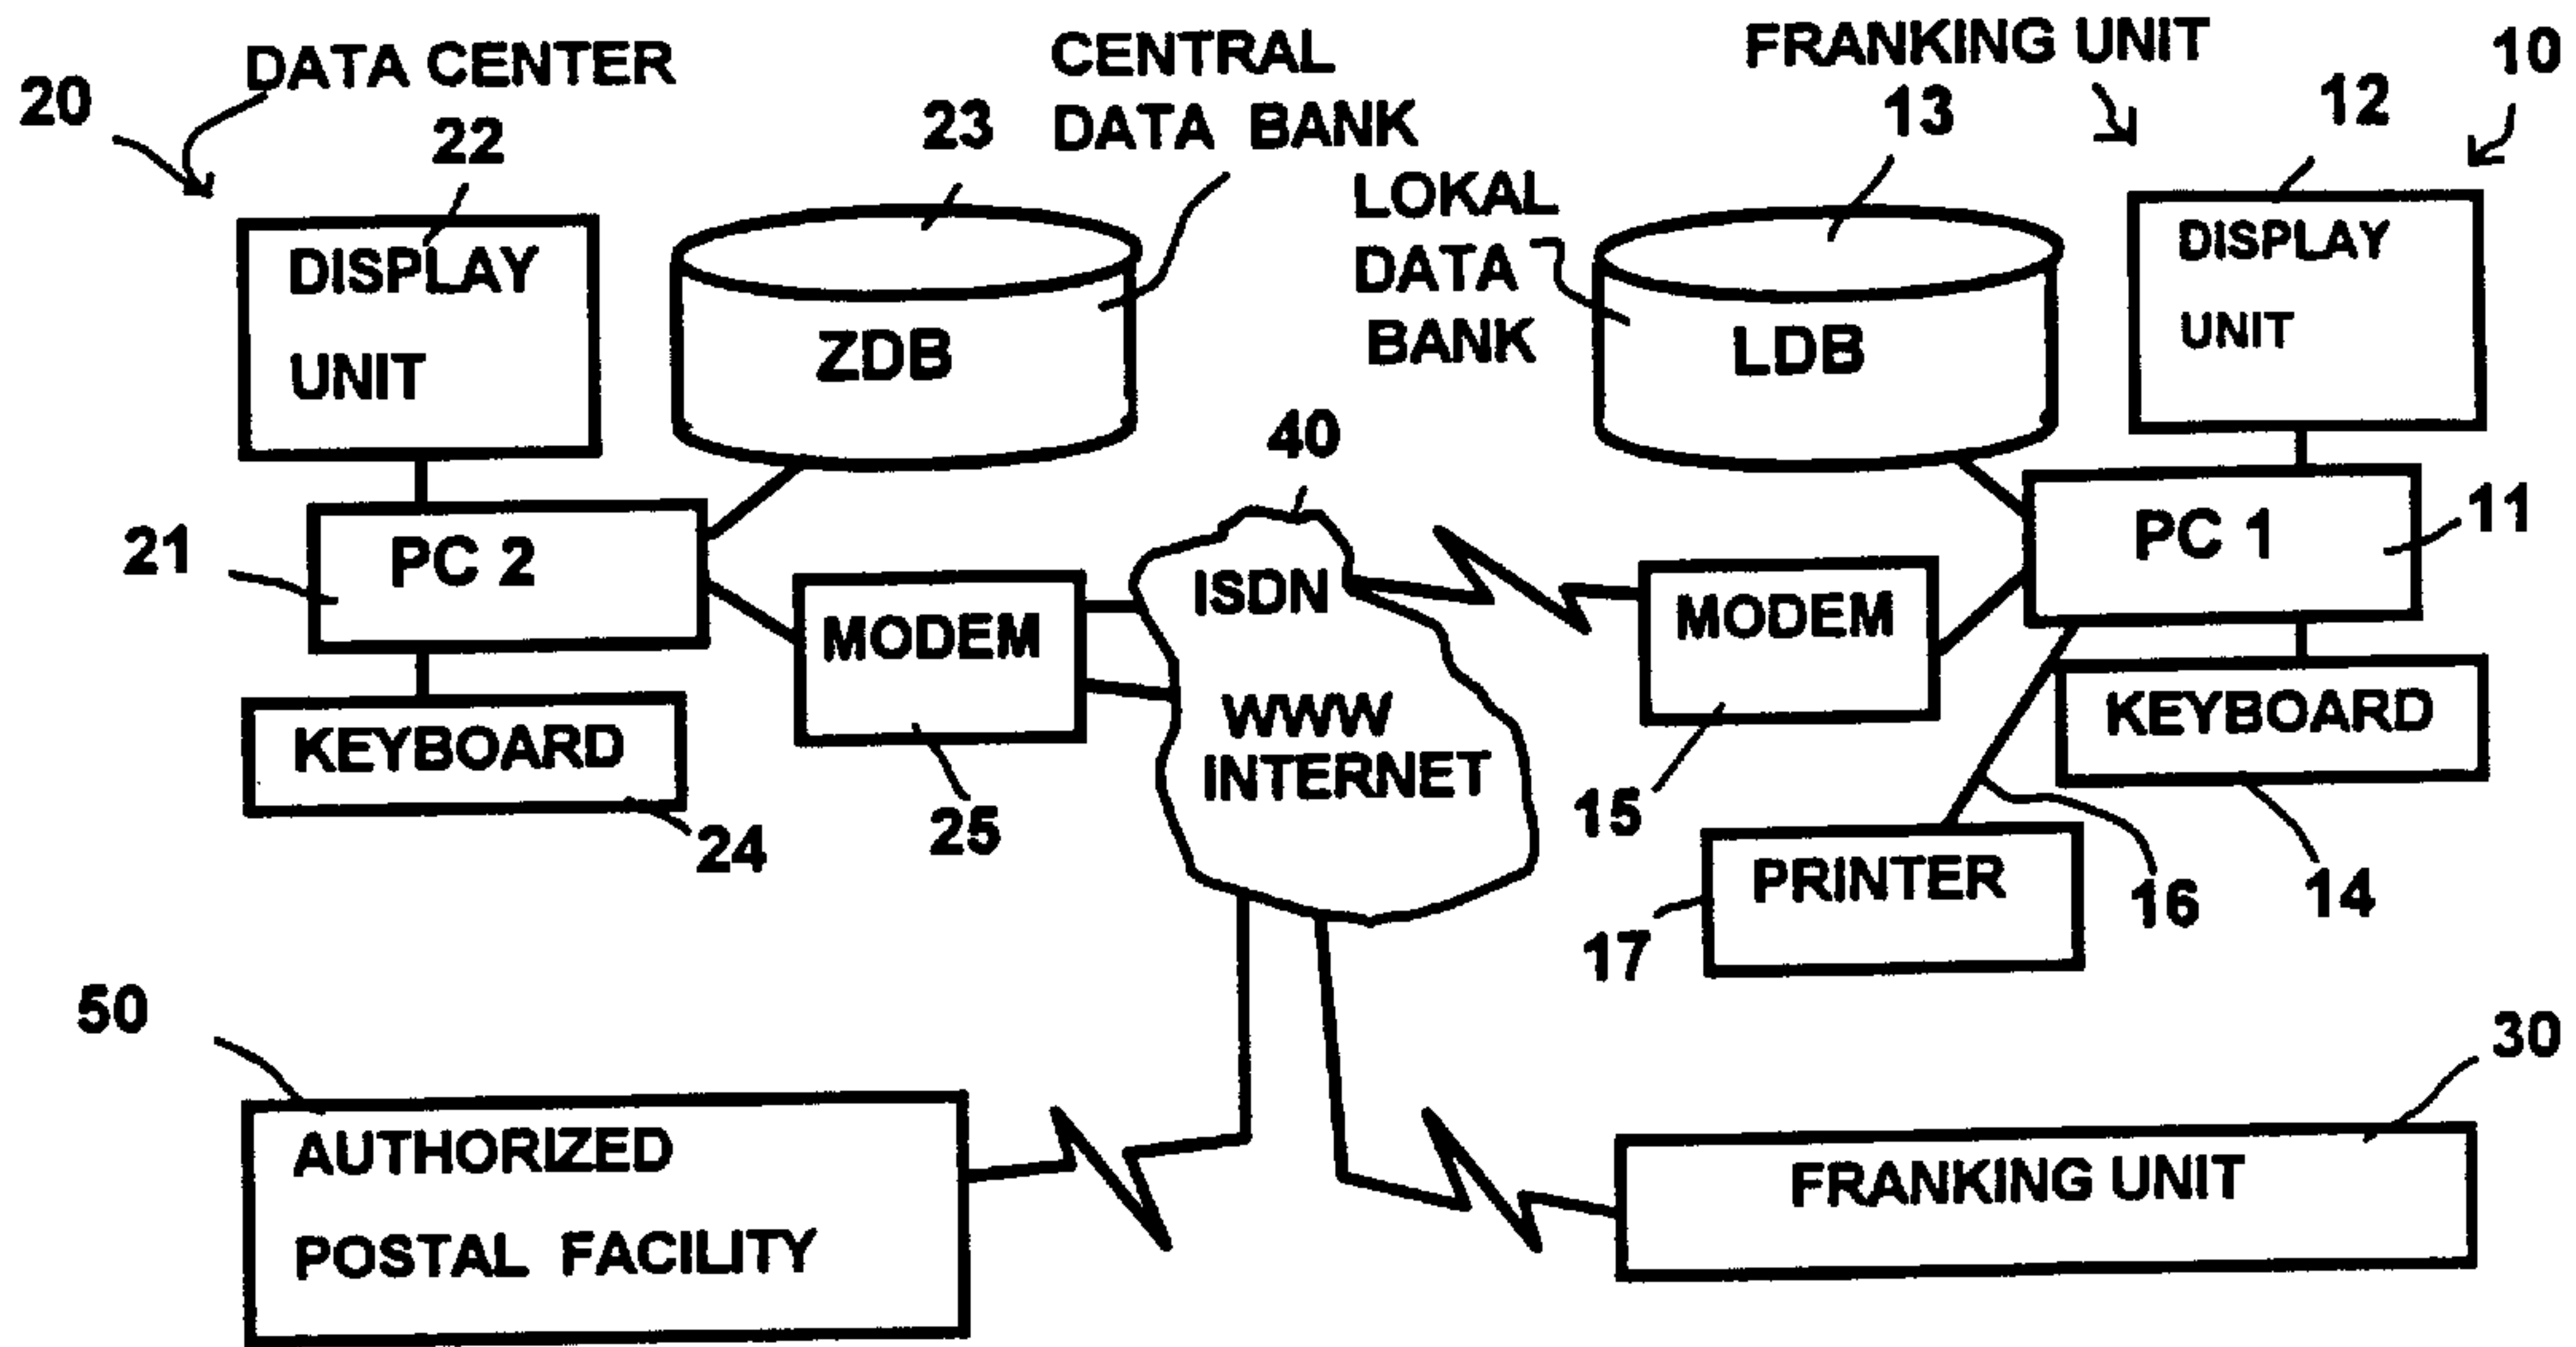 20
DATA CENTER
22
23
CENTRAL
DATA BANK
FRANKING UNIT
13
12
10
LOKAL
DATA
BANK
DISPLAY
UNIT
ZDB
LDB
DISPLAY
UNIT
40
21
PC 2
PC 1
11
MODEM
ISDN
MODEM
KEYBOARD
WWW
INTERNET
KEYBOARD
24
25
15
PRINTER
16
14
17
50
30
AUTHORIZED
POSTAL FACILITY
FRANKING UNIT